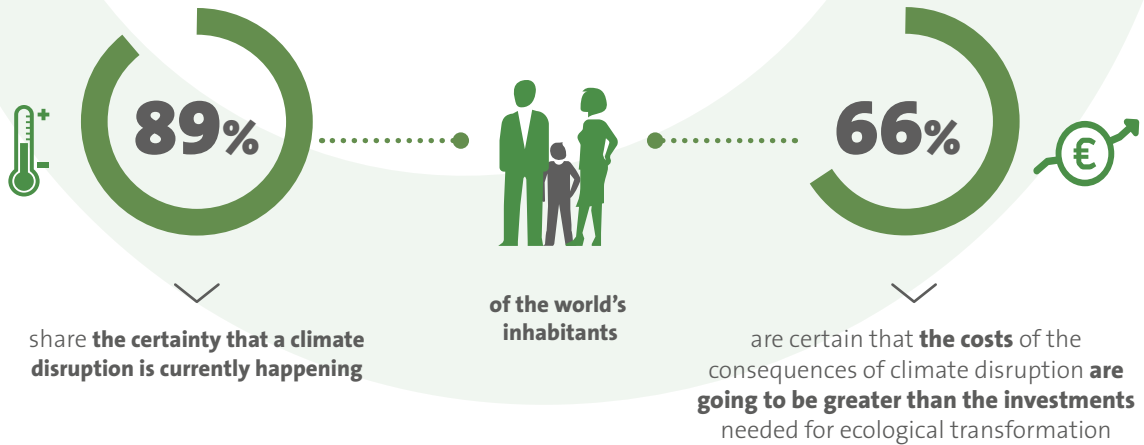 89%
share the certainty that a climate
disruption is currently happening
of the world's
inhabitants
66%
€
are certain that the costs of the
consequences of climate disruption are
going to be greater than the investments
needed for ecological transformation